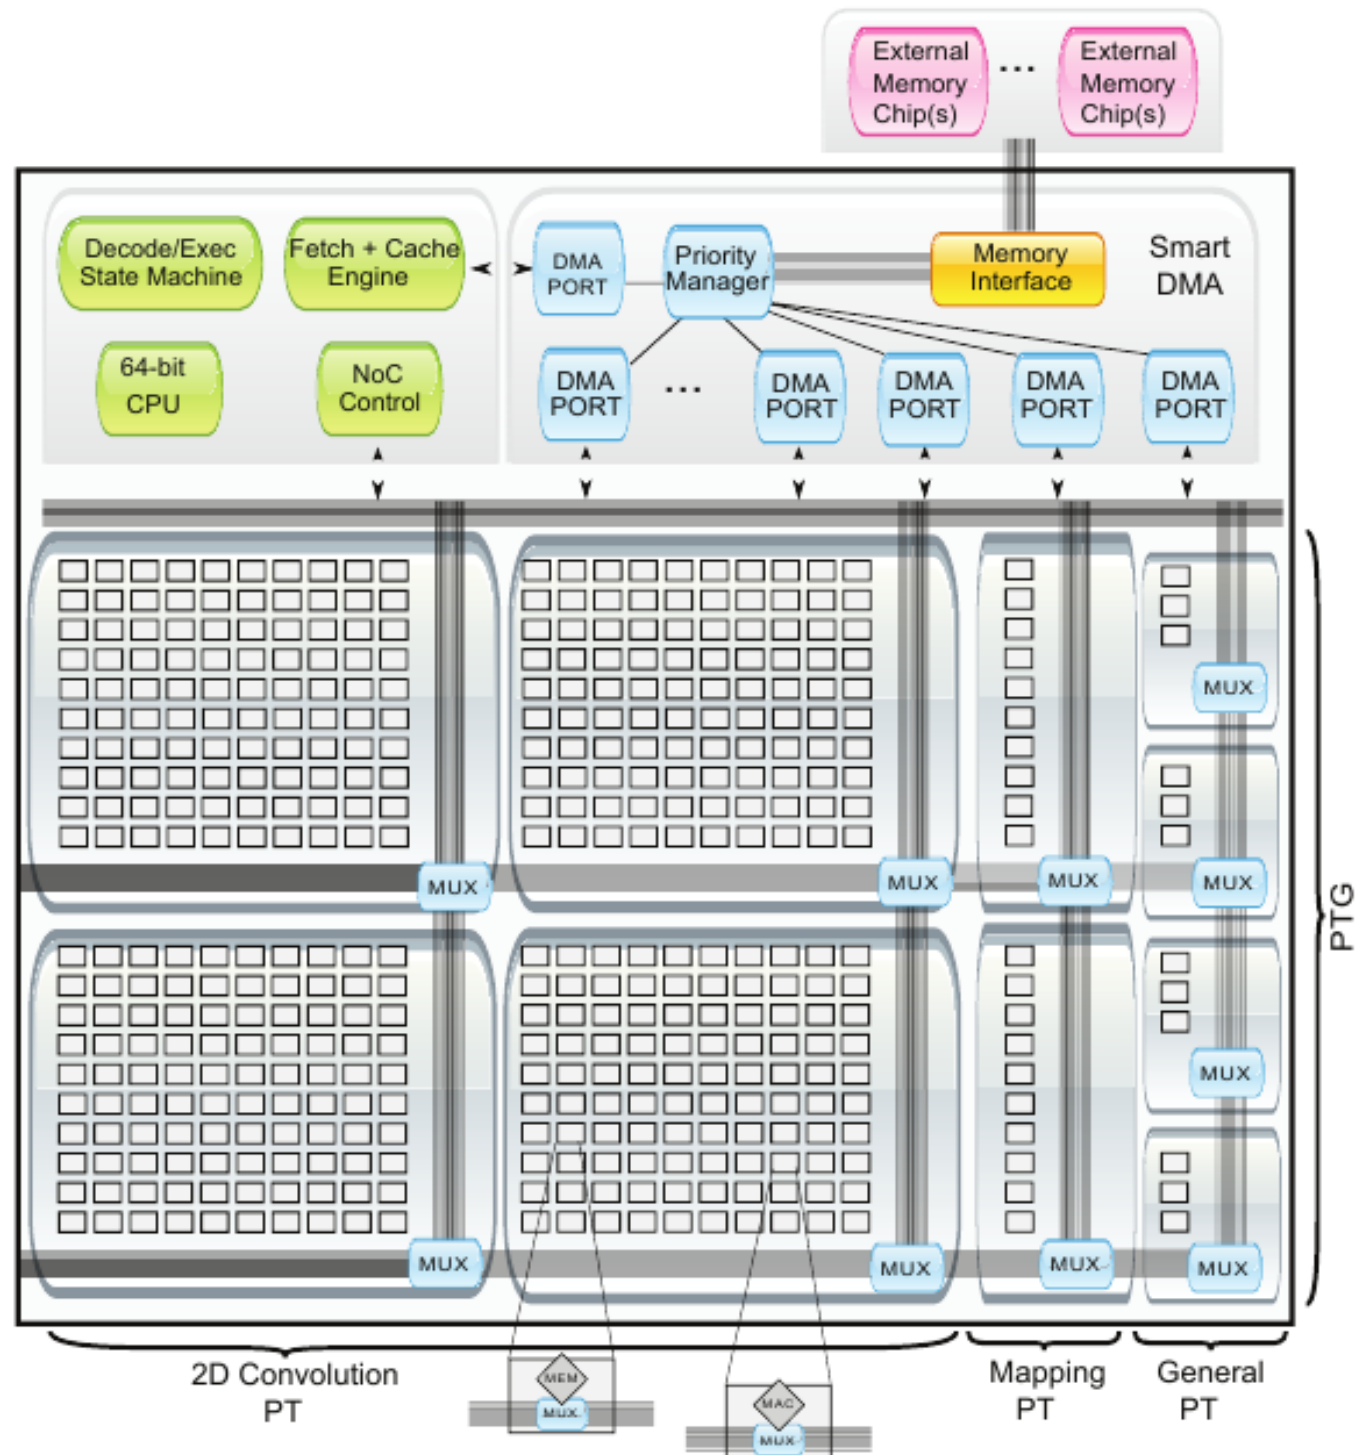 External
Memory
Chip(s)
...
External
Memory
Chip(s)
Decode/Exec
State Machine
Fetch + Cache
Engine
64-bit
CPU
NoC
Control
DMA
PORT
Priority
Manager
Memory
Interface
Smart
DMA
DMA
PORT
...
DMA
PORT
DMA
PORT
DMA
PORT
DMA
PORT
MUX
MUX
MUX
MUX
MUX
MUX
MUX
MUX
MUX
MUX
PTG
2D Convolution
PT
Mapping
PT
General
PT
MEM
MUX
MAC
MUX